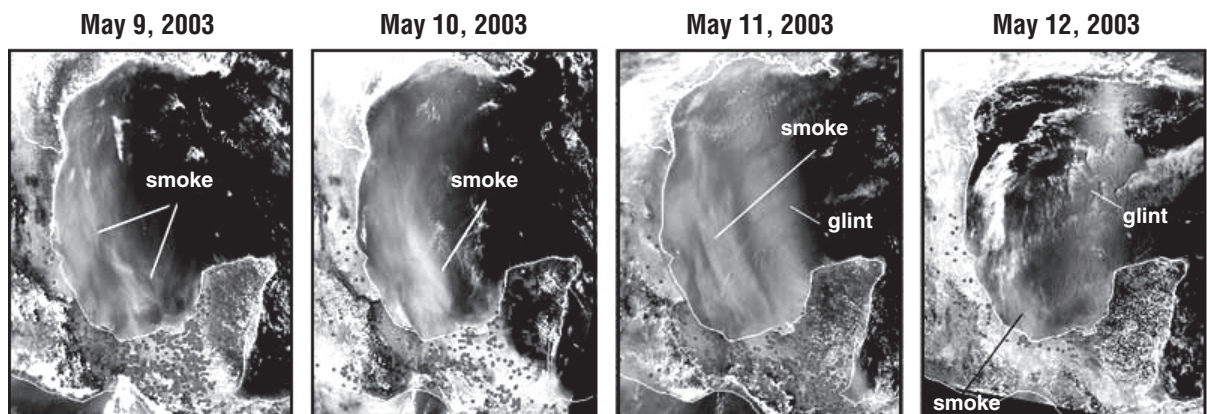 May 9, 2003
May 10, 2003
May 11, 2003
May 12, 2003
smoke
smoke
smoke
glint
glint
smoke